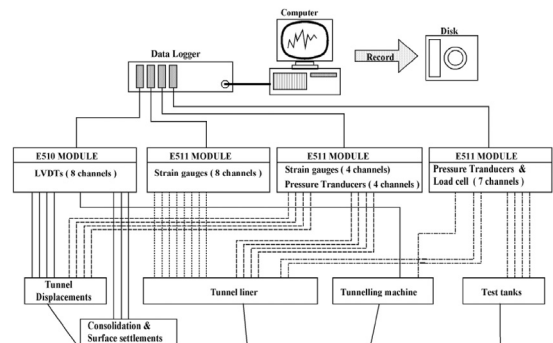 Computer
Disk
Data Logger
Record
E510 MODULE
LVDTs ( 8 channels )
E511 MODULE
Strain gauges ( 8 channels )
E511 MODULE
Strain gauges ( 4 channels)
Pressure Tranducers ( 4 channels )
E511 MODULE
Pressure Tranducers &
Load cell ( 7 channels )
Tunnel
Displacements
Tunnel liner
Tunnelling machine
Test tanks
Consolidation &
Surface settlements